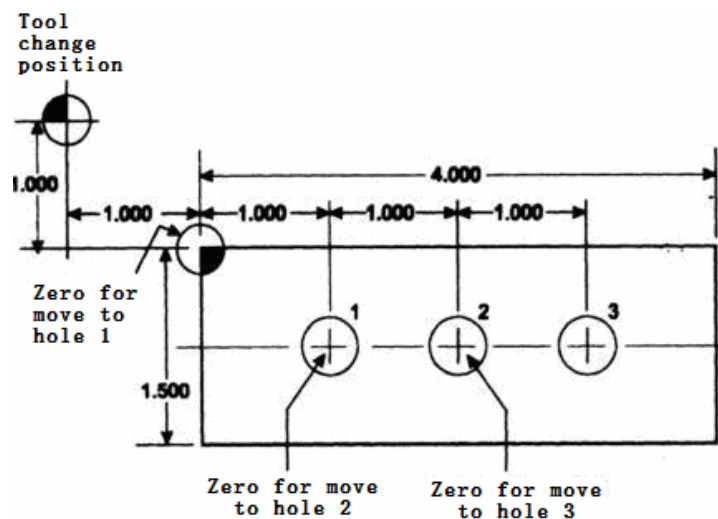 Tool
change
position
4.000
1.000
1.000
1.000
1.000
1.000
1
2
3
Zero for
move to
hole 1
1.500
Zero for move
to hole 2
Zero for move
to hole 3